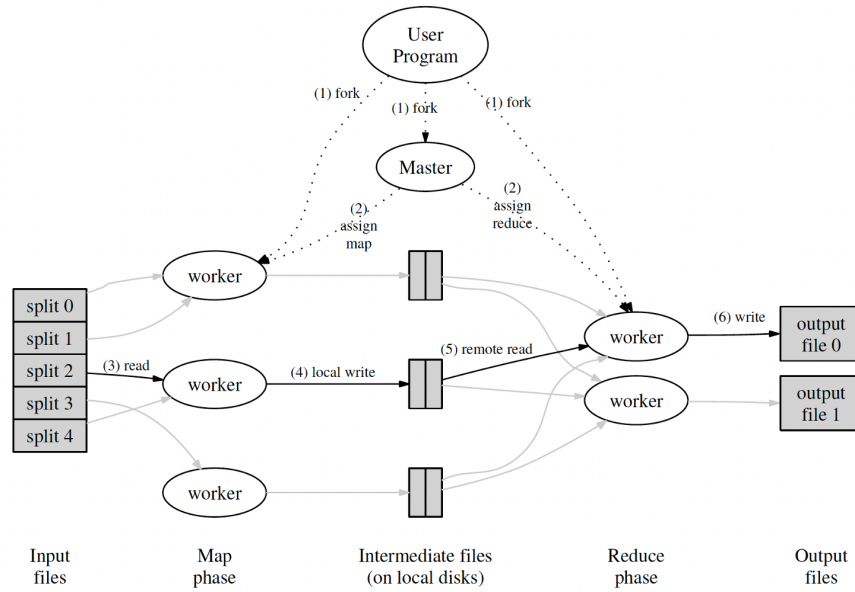 User
Program
(1) fork
(1) fork
(1) fork
Master
(2)
assign
map
(2)
assign
reduce
worker
split 0
split 1
split 2
split 3
split 4
(3) read
worker
(4) local write
(5) remote read
worker
(6) write
output
file 0
worker
output
file 1
worker
Input
files
Map
phase
Intermediate files
(on local disks)
Reduce
phase
Output
files